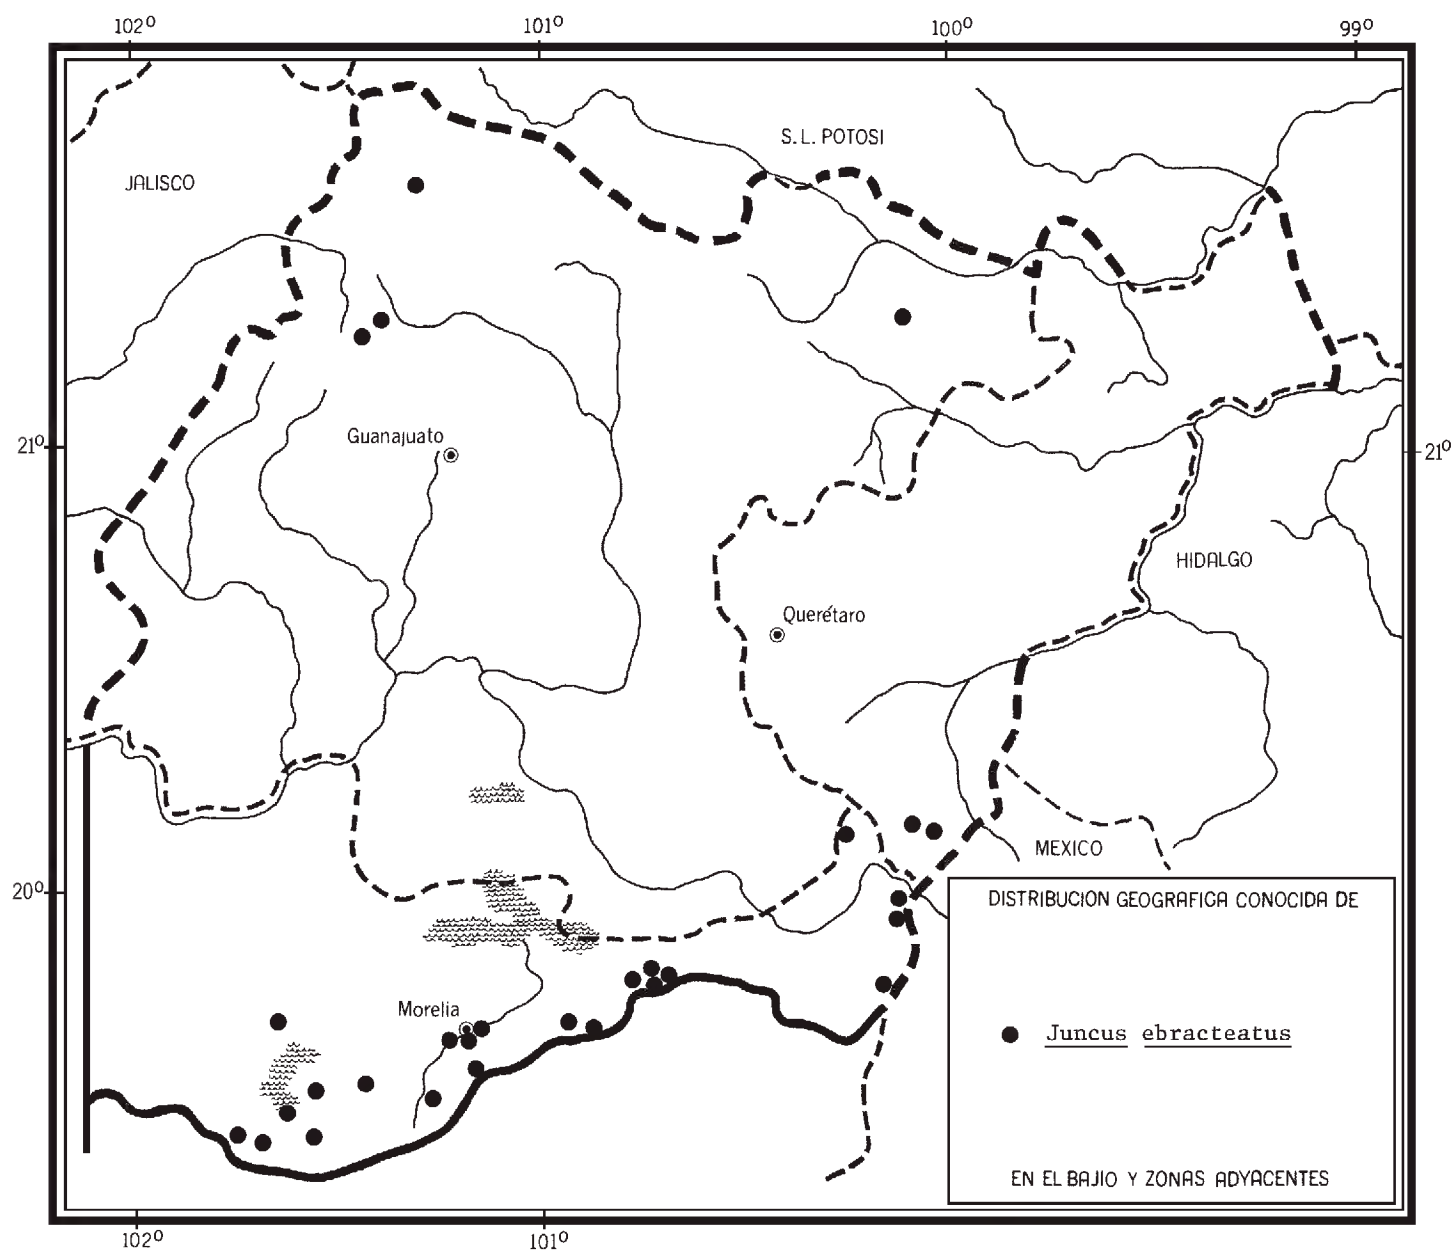 102° 101° 100° 99°
S.L. POTOSI
JALISCO
Guanajuato
21° 21°
HIDALGO
Querétaro
MEXICO
20°
DISTRIBUCION GEOGRAFICA CONOCIDA DE
Morelia
Juncus ebracteatus
EN EL BAJIO Y ZONAS ADYACENTES
102° 101°